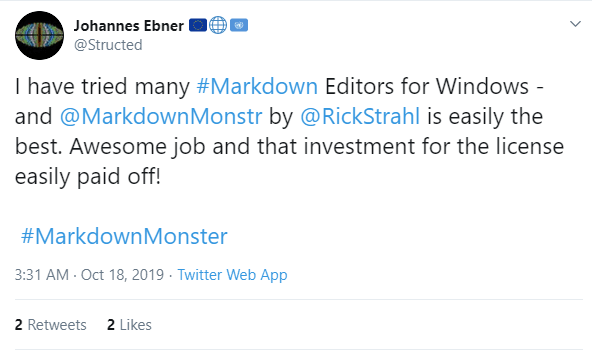 Johannes Ebner 🇪🇺🌐🇺🇳
@Structed
I have tried many #Markdown Editors for Windows -
and @MarkdownMonstr by @RickStrahl is easily the
best. Awesome job and that investment for the license
easily paid off!
#MarkdownMonster
3:31 AM · Oct 18, 2019 · Twitter Web App
2 Retweets 2 Likes